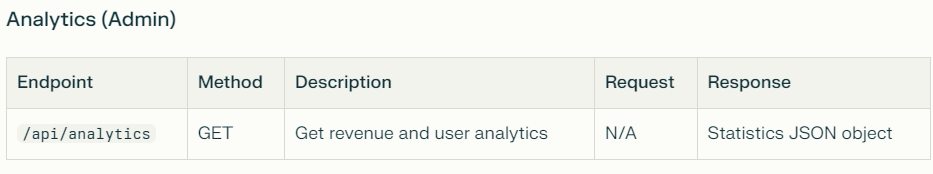 Analytics (Admin)
Endpoint Method Description Request Response
/api/analytics GET Get revenue and user analytics N/A Statistics JSON object